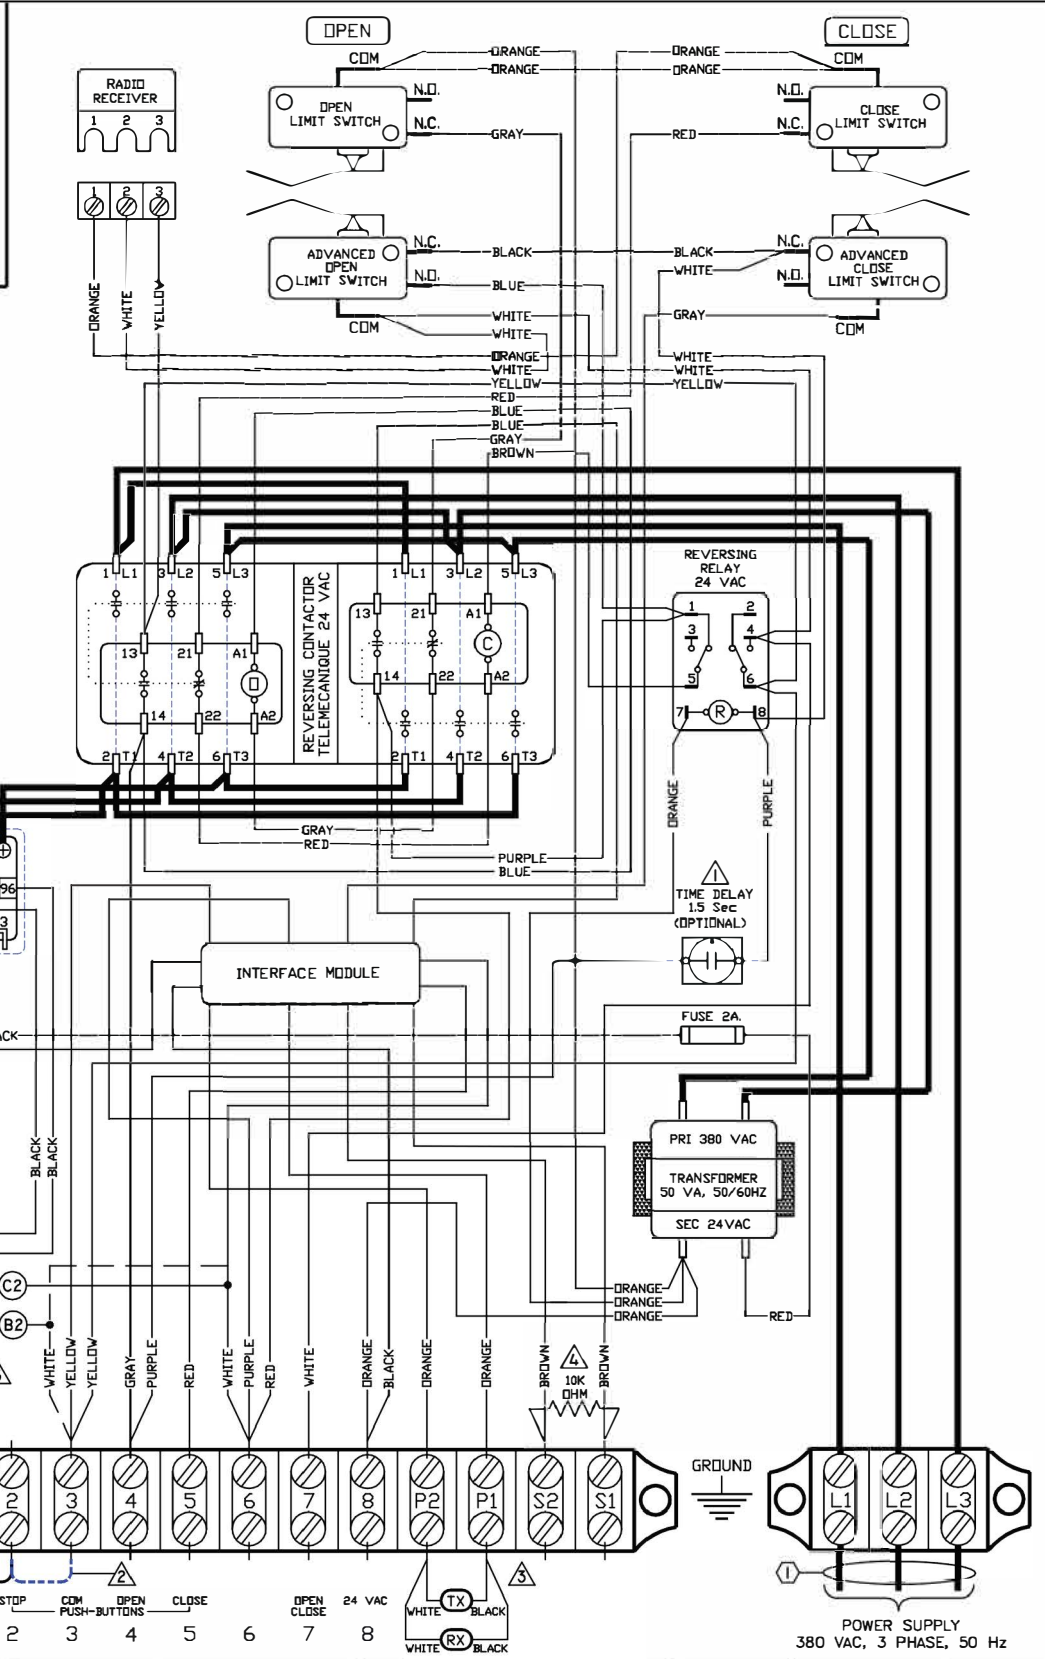 OPEN
CLOSE
COM
ORANGE
ORANGE
COM
ORANGE
ORANGE
RADIO
RECEIVER
1 2 3
N.O.
OPEN
LIMIT SWITCH
N.C.
GRAY
RED
N.O.
N.C.
CLOSE
LIMIT SWITCH
1 2 3
ORANGE
WHITE
YELLOW
N.C.
BLACK
ADVANCED
OPEN
LIMIT SWITCH
N.O.
BLUE
COM
WHITE
WHITE
BLACK
N.C.
WHITE
N.O.
ADVANCED
CLOSE
LIMIT SWITCH
GRAY
COM
ORANGE
WHITE
YELLOW
RED
BLUE
BLUE
GRAY
BROWN
WHITE
WHITE
YELLOW
1 L1 3 L2 5 L3
13 21 A1
O
14 22 A2
2 T1 4 T2 6 T3
REVERSING CONTACTOR
TELEMECANIQUE 24 VAC
1 L1 3 L2 5 L3
13 21 A1
C
14 22 A2
2 T1 4 T2 6 T3
REVERSING
RELAY
24 VAC
1 2
3 4
5 6
7 R 8
GRAY
RED
PURPLE
BLUE
ORANGE
PURPLE
96
3
1
TIME DELAY
1.5 Sec
(OPTIONAL)
INTERFACE MODULE
ACK
FUSE 2A.
BLACK
BLACK
PRI 380 VAC
TRANSFORMER
50 VA, 50/60HZ
SEC 24VAC
C2
B2
ORANGE
ORANGE
ORANGE
RED
WHITE
YELLOW
YELLOW
GRAY
PURPLE
RED
WHITE
PURPLE
RED
WHITE
ORANGE
BLACK
ORANGE
ORANGE
BROWN
4
10K
OHM
BROWN
GROUND
2 3 4 5 6 7 8 P2 P1 S2 S1
L1 L2 L3
2
3
1
STOP COM OPEN CLOSE
PUSH-BUTTONS
OPEN
CLOSE
24 VAC
WHITE TX BLACK
WHITE RX BLACK
2 3 4 5 6 7 8
POWER SUPPLY
380 VAC, 3 PHASE, 50 Hz